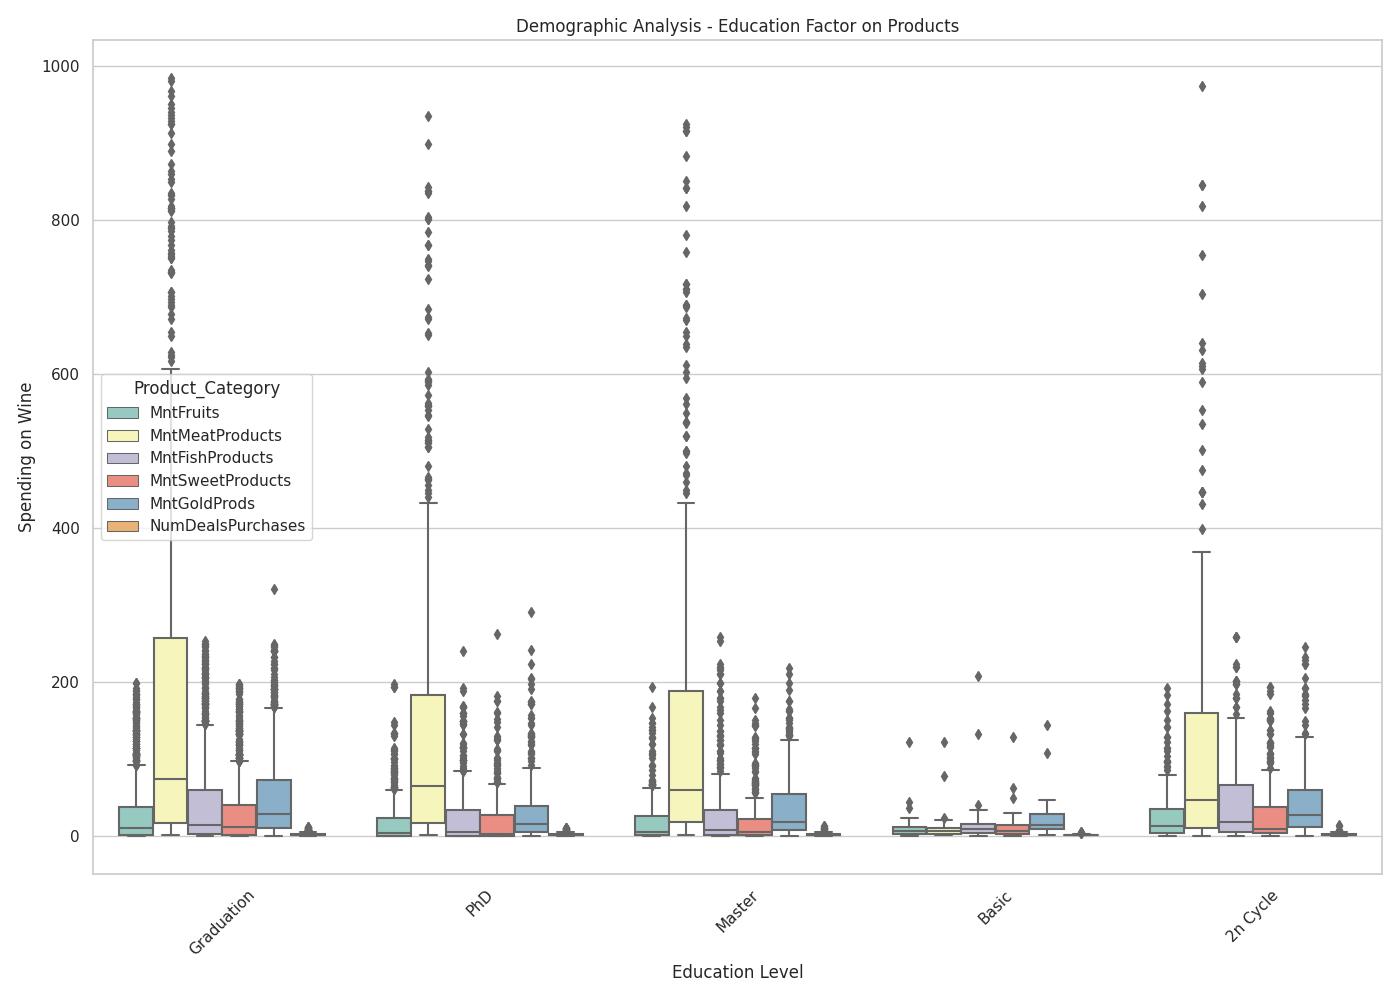 Demographic Analysis - Education Factor on Products
1000
800
600
400
200
0
Spending on Wine
Product_Category
MntFruits
MntMeatProducts
MntFishProducts
MntSweetProducts
MntGoldProds
NumDealsPurchases
Graduation
PhD
Master
Basic
2n Cycle
Education Level